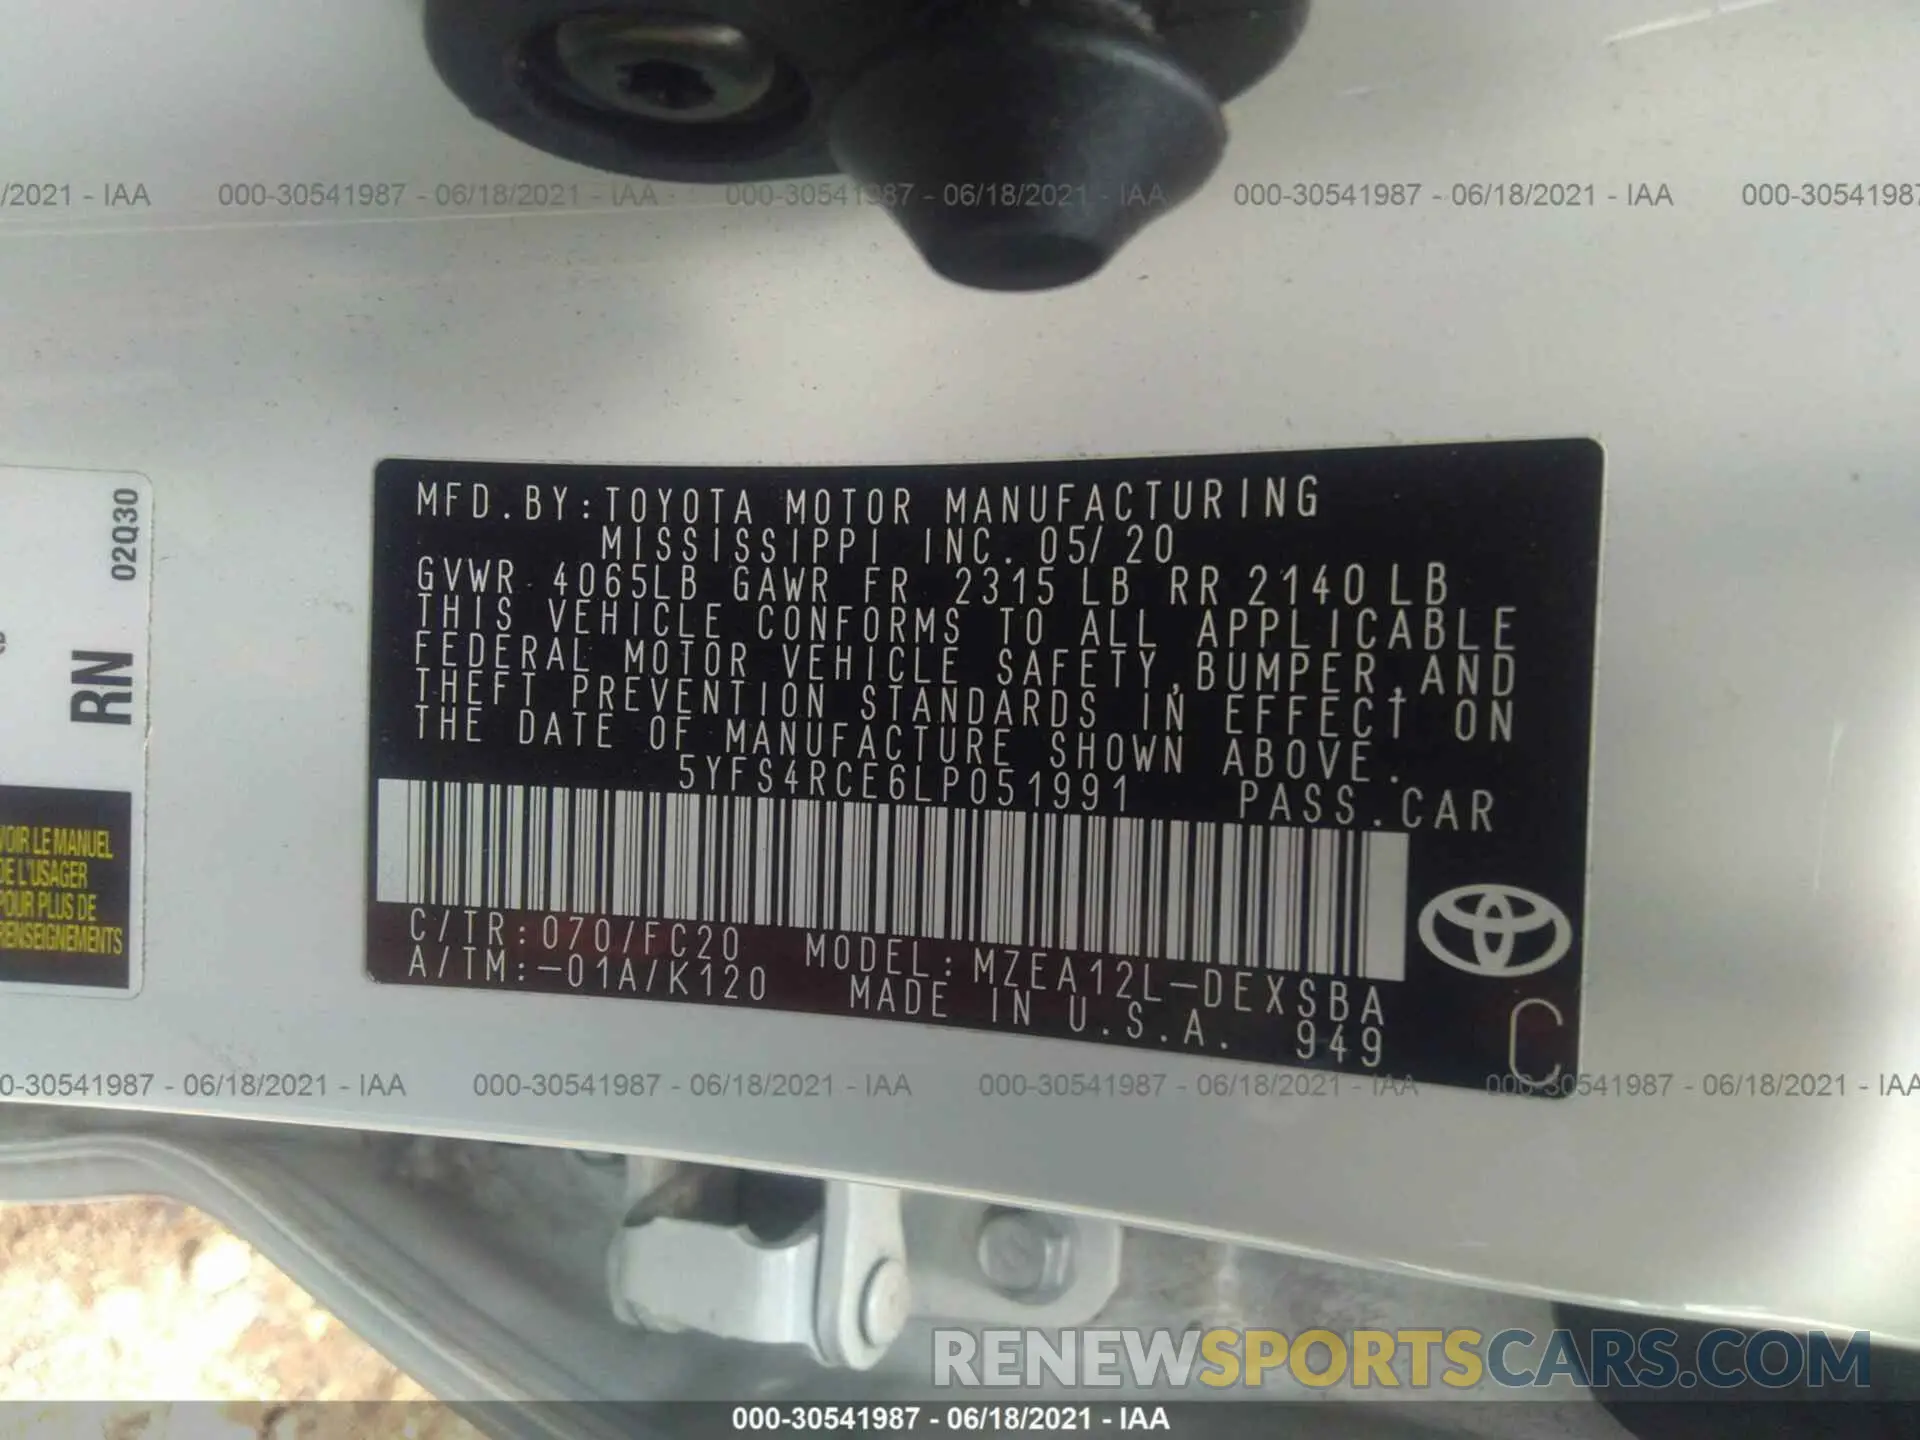 /2021 - IAA 000-30541987 - 06/18/2021 - IAA 000-30541987 - 06/18/2021 - IAA 000-30541987 - 06/18/2021 - IAA 000-30541987
MFD.BY:TOYOTA MOTOR MANUFACTURING
MISSISSIPPI INC. 05/20
GVWR 4065LB GAWR FR 2315LB RR 2140LB
THIS VEHICLE CONFORMS TO ALL APPLICABLE
FEDERAL MOTOR VEHICLE SAFETY,BUMPER,AND
THEFT PREVENTION STANDARDS IN EFFECT ON
THE DATE OF MANUFACTURE SHOWN ABOVE.
5YFS4RCE6LP051991 PASS.CAR
C/TR:070/FC20 MODEL:MZEA12L-DEXSBA
A/TM:-01A/K120 MADE IN U.S.A. 949
C
02Q30
RN
VOIR LE MANUEL
DE L'USAGER
POUR PLUS DE
RENSEIGNEMENTS
0-30541987 - 06/18/2021 - IAA 000-30541987 - 06/18/2021 - IAA 000-30541987 - 06/18/2021 - IAA 000-30541987 - 06/18/2021 - IAA
RENEWSPORTSCARS.COM
000-30541987 - 06/18/2021 - IAA